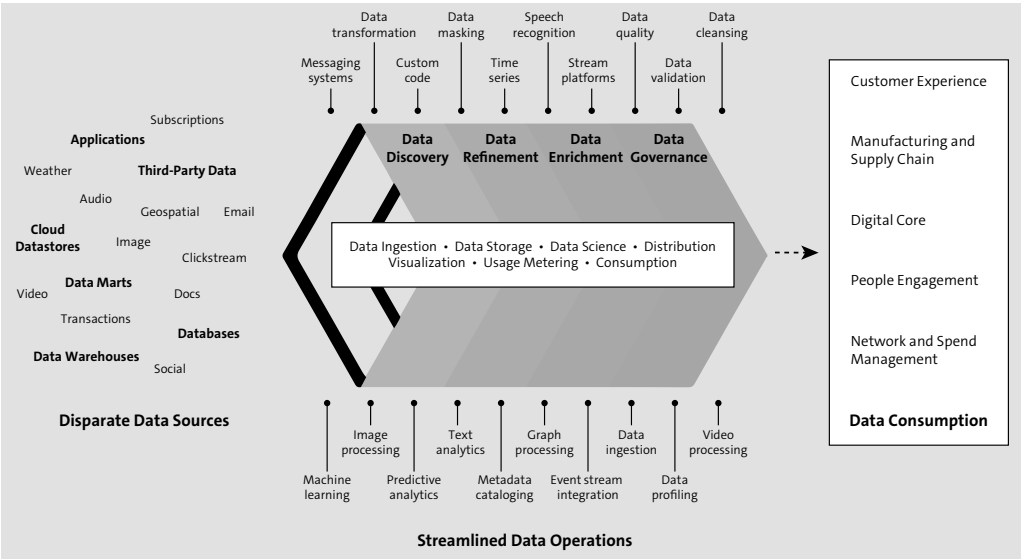 Data
transformation
Data
masking
Speech
recognition
Data
quality
Data
cleansing
Messaging
systems
Custom
code
Time
series
Stream
platforms
Data
validation
Subscriptions
Applications
Weather
Third-Party Data
Audio
Geospatial
Email
Cloud
Datastores
Image
Clickstream
Data Marts
Video
Docs
Transactions
Databases
Data Warehouses
Social
Disparate Data Sources
Data
Discovery
Data
Refinement
Data
Enrichment
Data
Governance
Data Ingestion • Data Storage • Data Science • Distribution
Visualization • Usage Metering • Consumption
Customer Experience
Manufacturing and
Supply Chain
Digital Core
People Engagement
Network and Spend
Management
Data Consumption
Image
processing
Text
analytics
Graph
processing
Data
ingestion
Video
processing
Machine
learning
Predictive
analytics
Metadata
cataloging
Event stream
integration
Data
profiling
Streamlined Data Operations